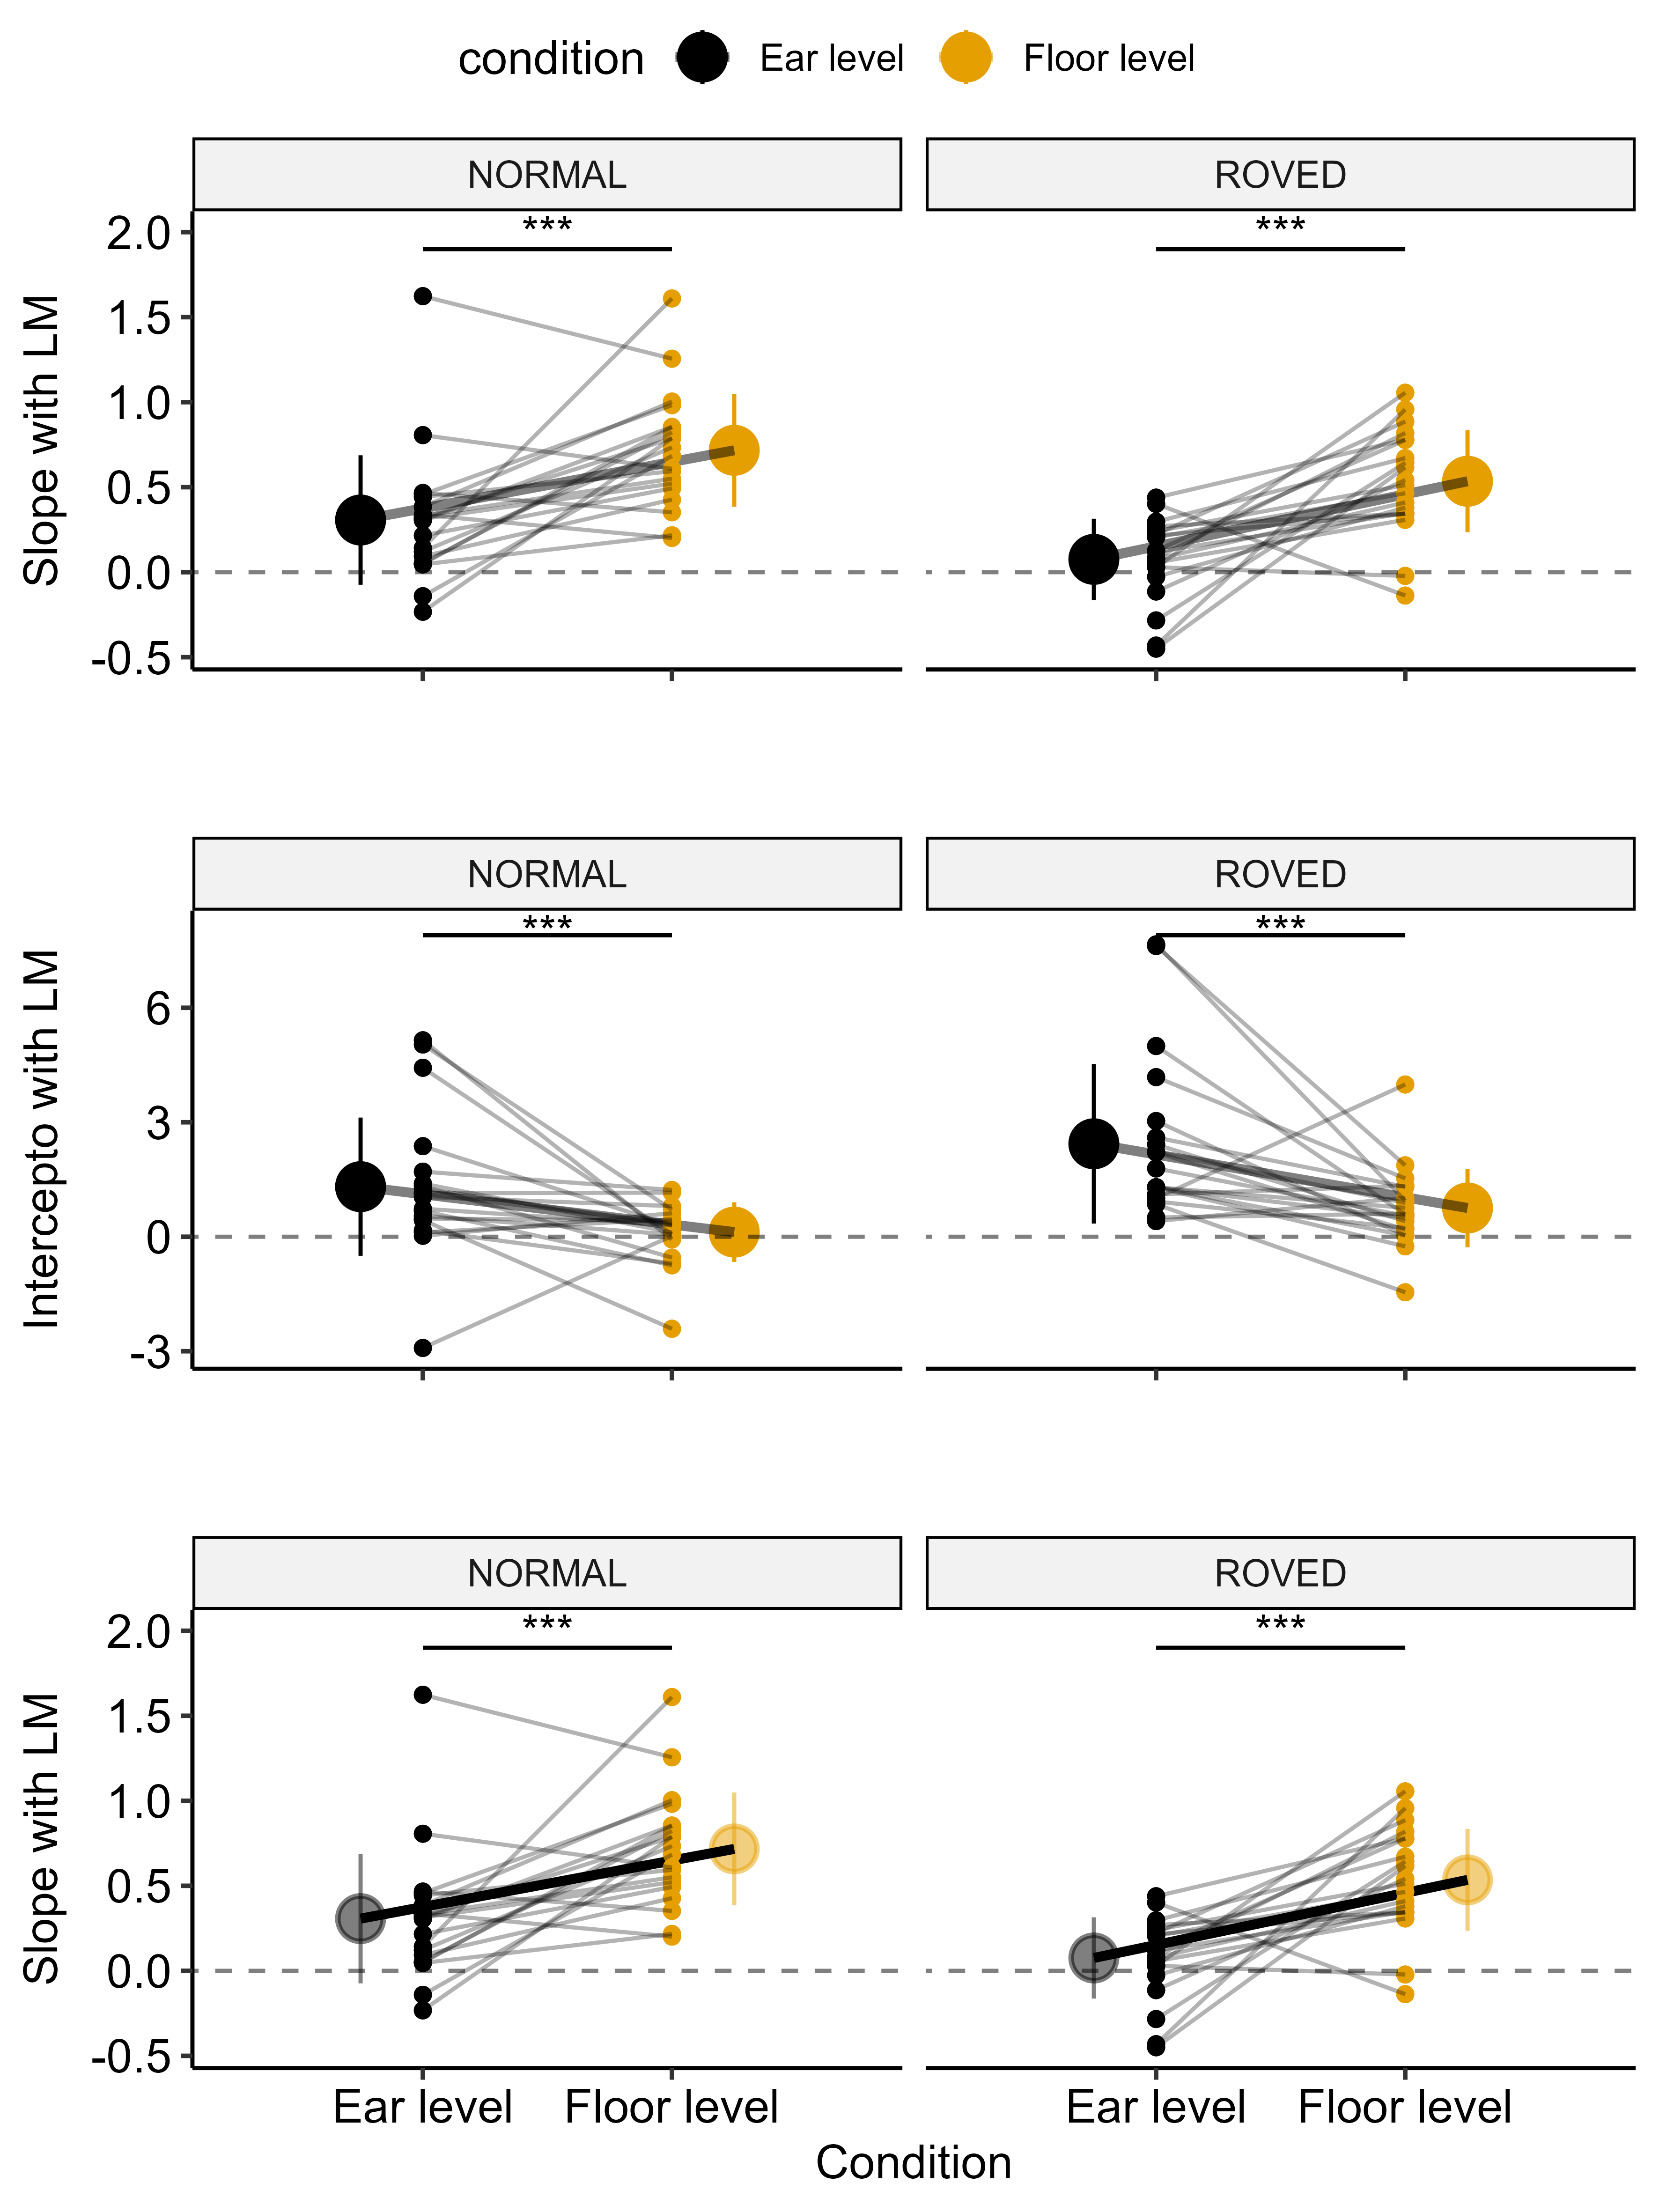 condition Ear level Floor level
NORMAL ROVED
*** ***
2.0
1.5
1.0
0.5
0.0
-0.5
Slope with LM
NORMAL ROVED
*** ***
6
3
0
-3
Intercepto with LM
NORMAL ROVED
*** ***
2.0
1.5
1.0
0.5
0.0
-0.5
Slope with LM
Ear level Floor level Ear level Floor level
Condition